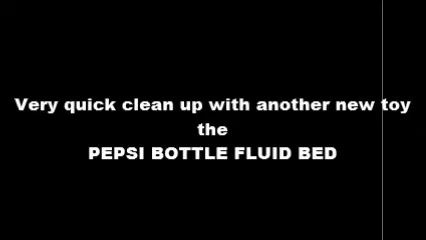 Very quick clean up with another new toy
the
PEPSI BOTTLE FLUID BED